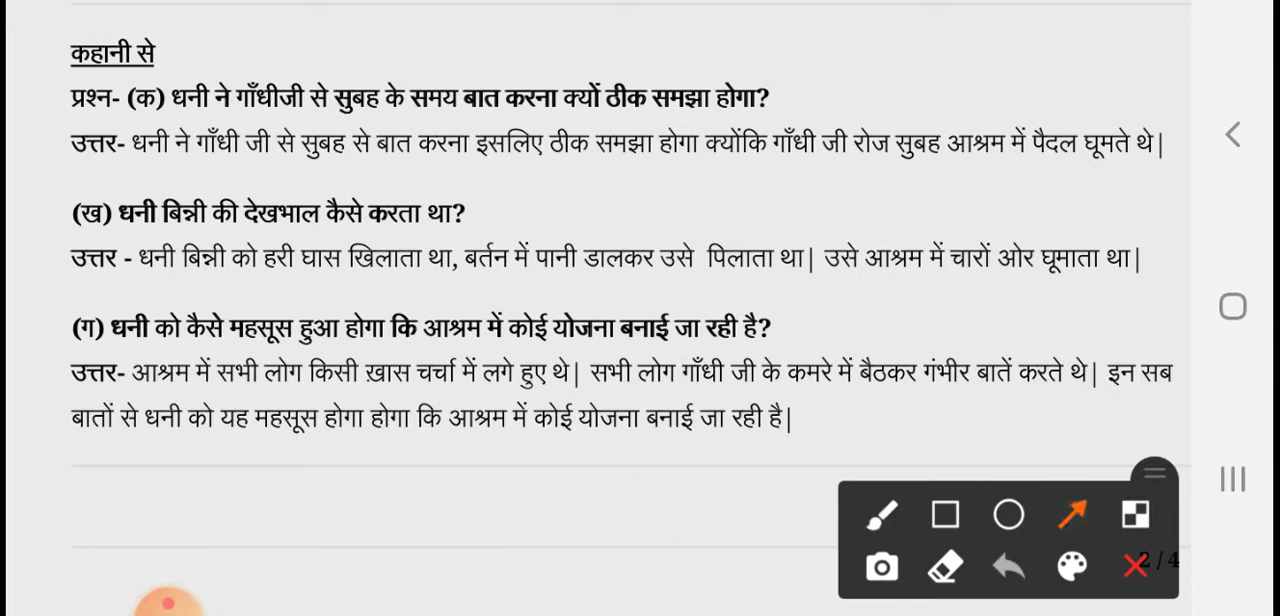 कहानी से
प्रश्न- (क) धनी ने गाँधीजी से सुबह के समय बात करना क्यों ठीक समझा होगा?
उत्तर- धनी ने गाँधी जी से सुबह से बात करना इसलिए ठीक समझा होगा क्योंकि गाँधी जी रोज सुबह आश्रम में पैदल घूमते थे|
(ख) धनी बिन्नी की देखभाल कैसे करता था?
उत्तर - धनी बिन्नी को हरी घास खिलाता था, बर्तन में पानी डालकर उसे पिलाता था| उसे आश्रम में चारों ओर घूमाता था|
(ग) धनी को कैसे महसूस हुआ होगा कि आश्रम में कोई योजना बनाई जा रही है?
उत्तर- आश्रम में सभी लोग किसी ख़ास चर्चा में लगे हुए थे| सभी लोग गाँधी जी के कमरे में बैठकर गंभीर बातें करते थे| इन सब
बातों से धनी को यह महसूस होगा होगा कि आश्रम में कोई योजना बनाई जा रही है|
2 / 4